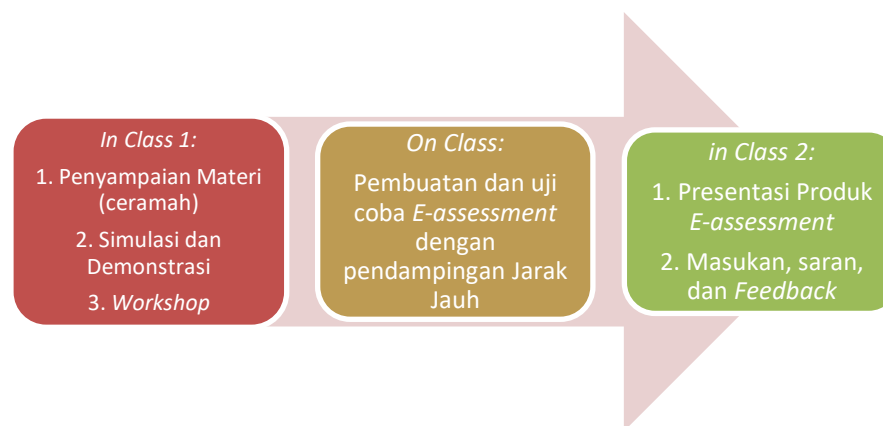 In Class 1:
1. Penyampaian Materi
(ceramah)
2. Simulasi dan
Demonstrasi
3. Workshop
On Class:
Pembuatan dan uji
coba E-assessment
dengan
pendampingan Jarak
Jauh
in Class 2:
1. Presentasi Produk
E-assessment
2. Masukan, saran,
dan Feedback